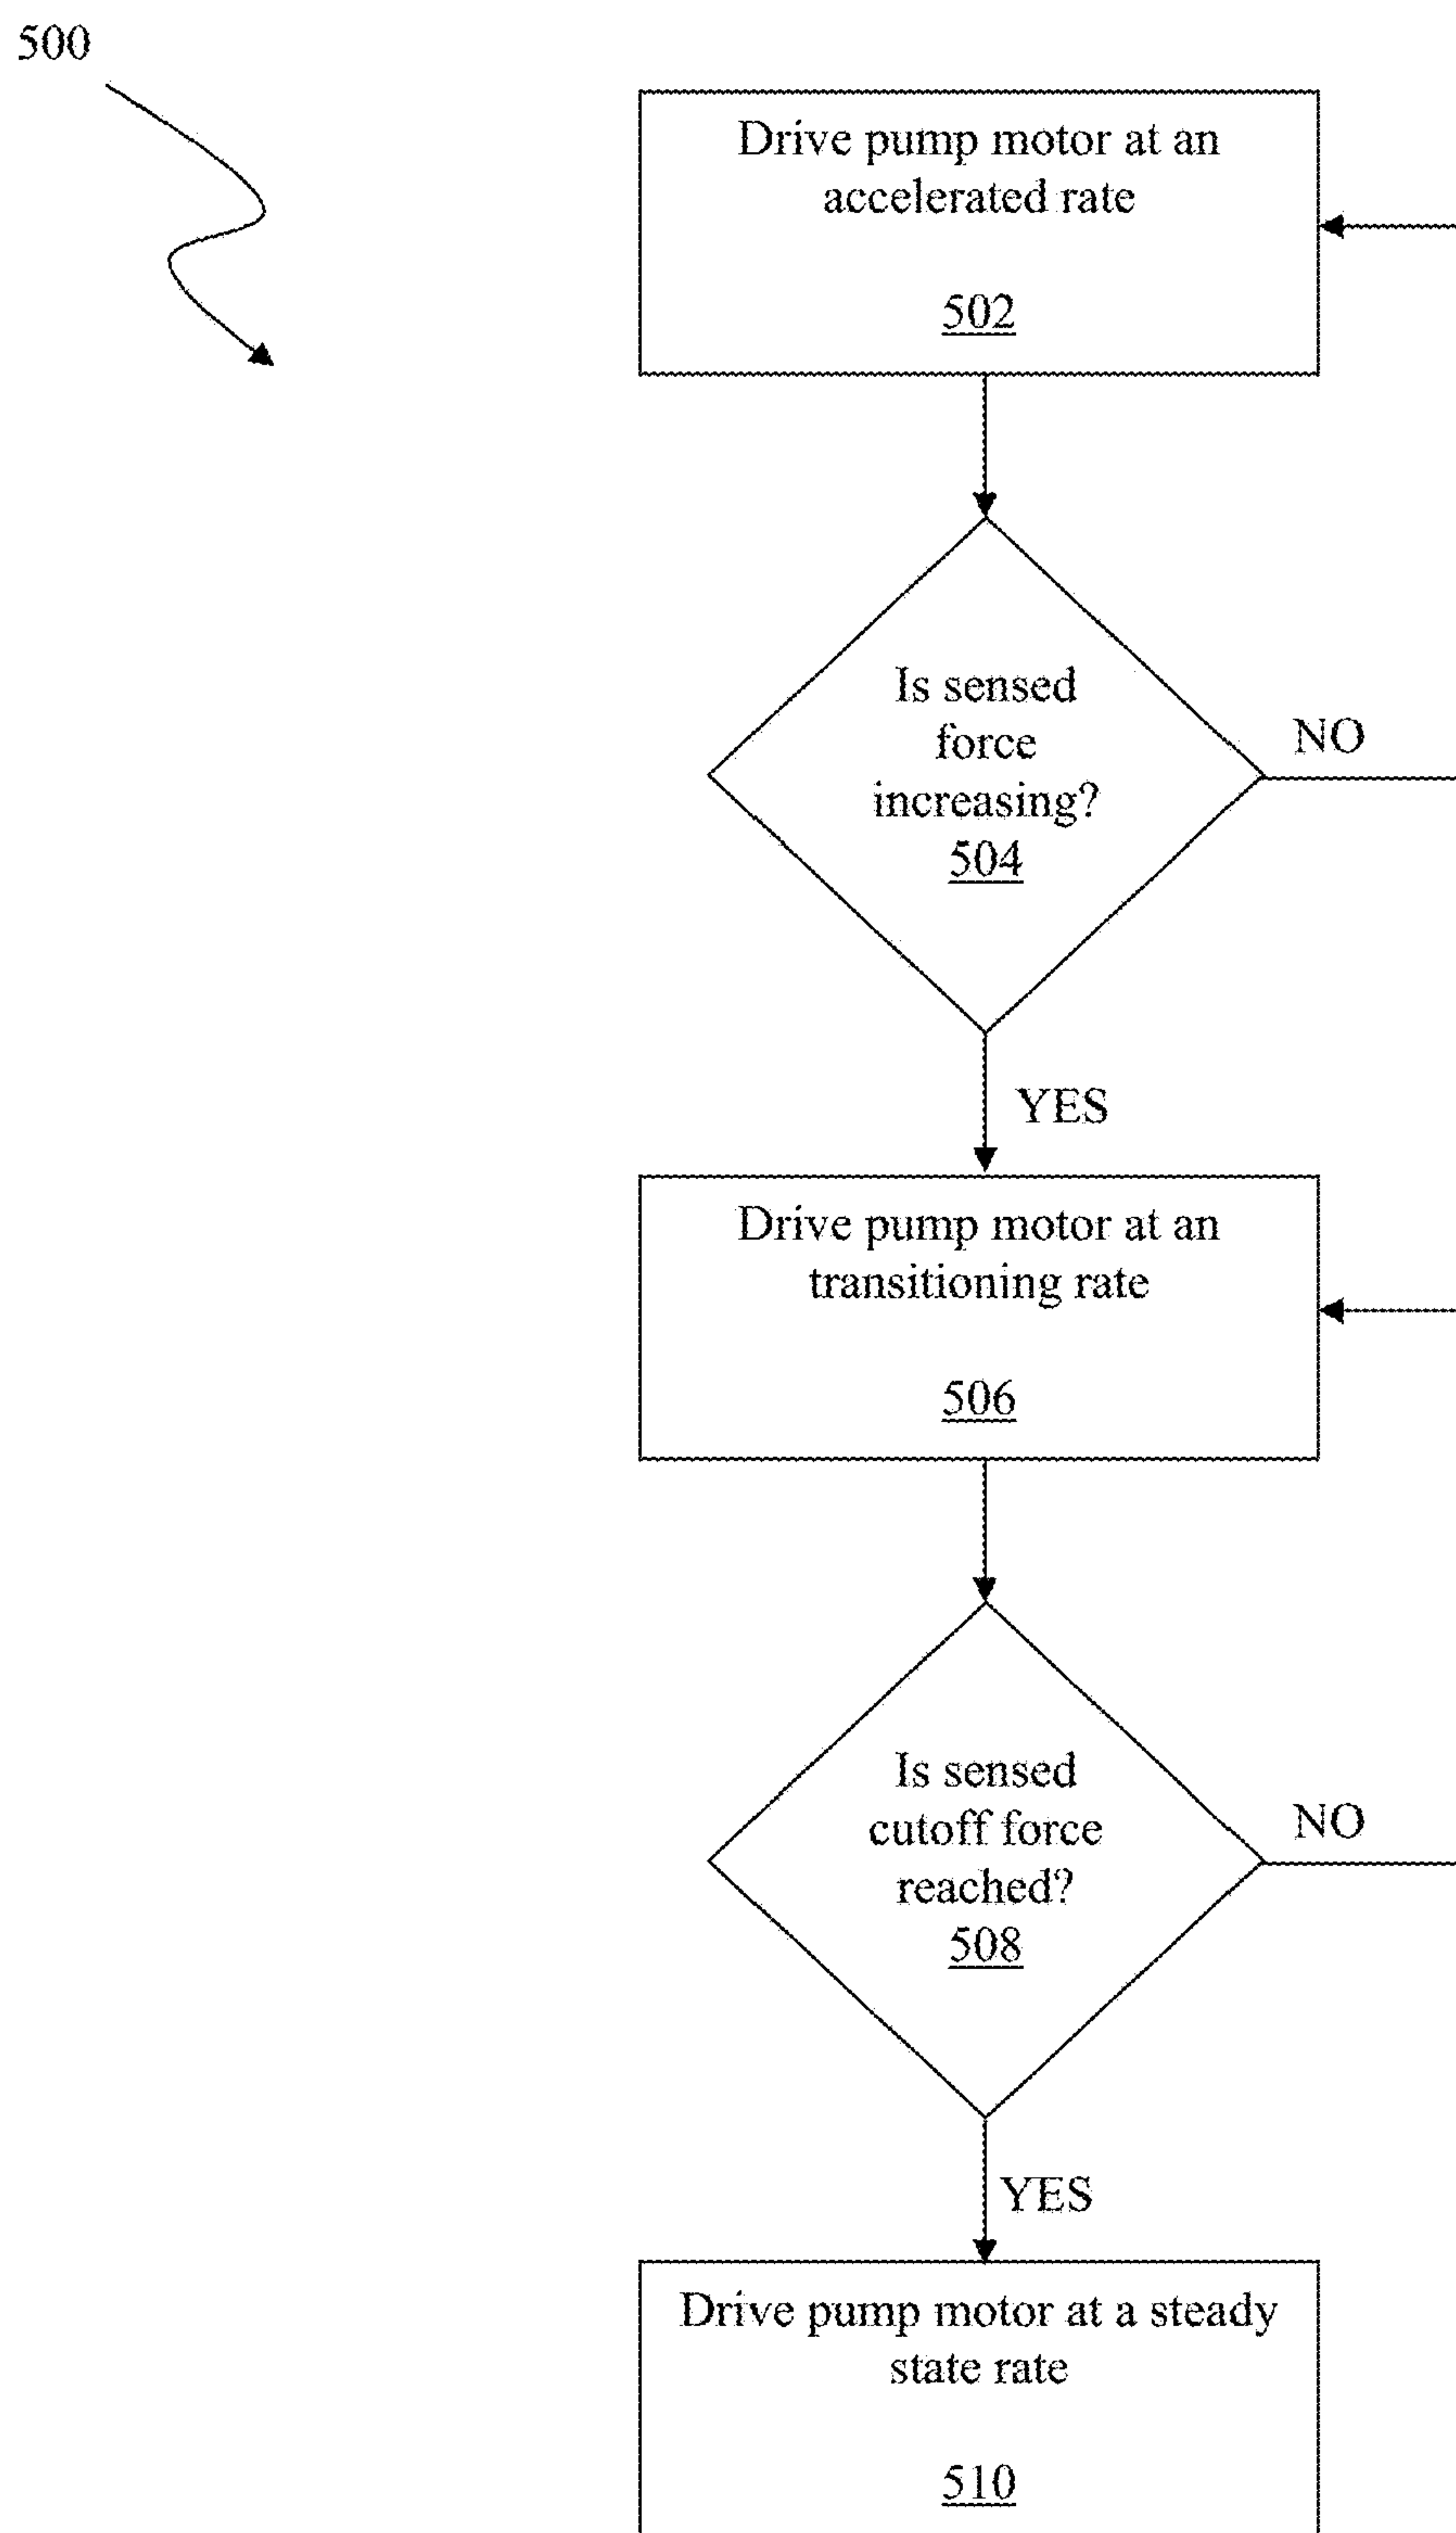 500
Drive pump motor at an
accelerated rate
502
Is sensed
force
increasing?
504
NO
YES
Drive pump motor at an
transitioning rate
506
Is sensed
cutoff force
reached?
508
NO
YES
Drive pump motor at a steady
state rate
510